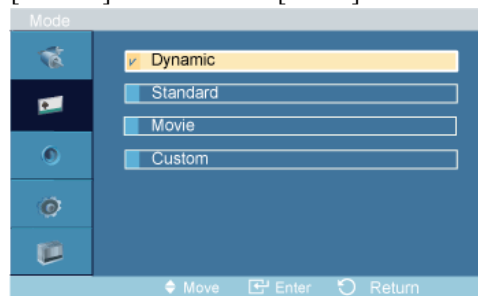 Mode
Dynamic
Standard
Movie
Custom
Move Enter Return